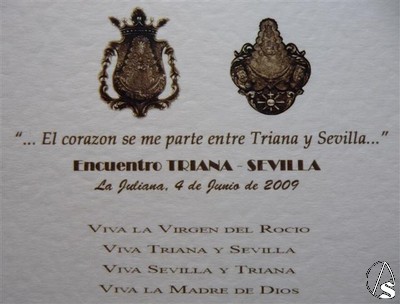 “... El corazon se me parte entre Triana y Sevilla...”
Encuentro TRIANA - SEVILLA
La Juliana, 4 de Junio de 2009
VIVA LA VIRGEN DEL ROCIO
VIVA TRIANA Y SEVILLA
VIVA SEVILLA Y TRIANA
VIVA LA MADRE DE DIOS